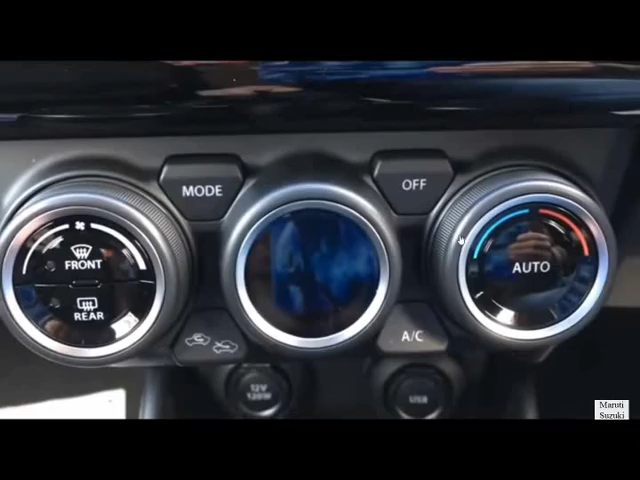 MODE
OFF
FRONT
REAR
AUTO
A/C
12V
120W
USB
Maruti
Suzuki